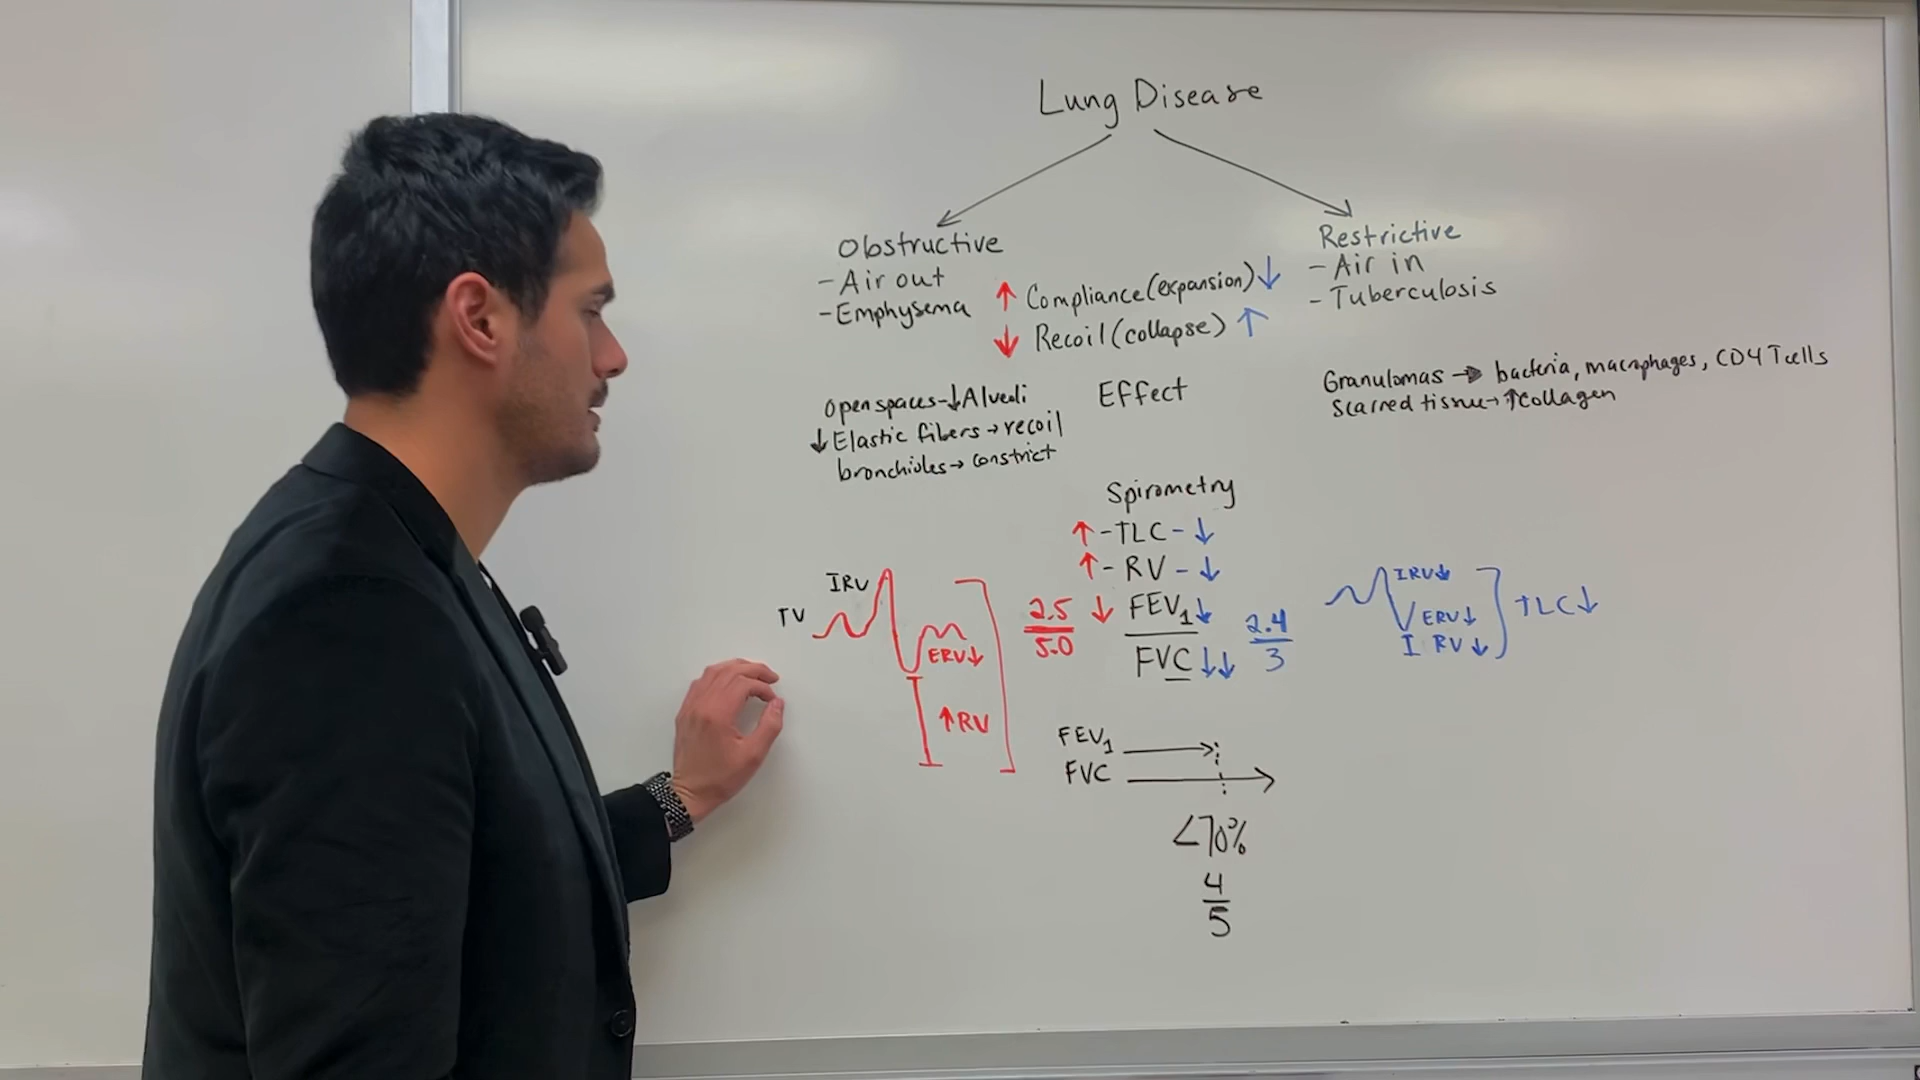 Lung Disease
Obstructive
- Air out
- Emphysema
↑ Compliance (expansion) ↓
↓ Recoil (collapse) ↑
Restrictive
- Air in
- Tuberculosis
Open spaces - ↓ Alveoli
↓ Elastic fibers → recoil
bronchioles → constrict
Effect
Granulomas → bacteria, macrophages, CD4 T cells
Scarred tissue → ↑ collagen
Spirometry
↑ - TLC - ↓
↑ - RV - ↓
↓ FEV1 ↓
FVC ↓↓
TV
IRV
ERV ↓
↑ RV
2.5
5.0
2.4
3
IRV ↓
ERV ↓
I RV ↓
TLC ↓
FEV1
FVC
<70%
4
5